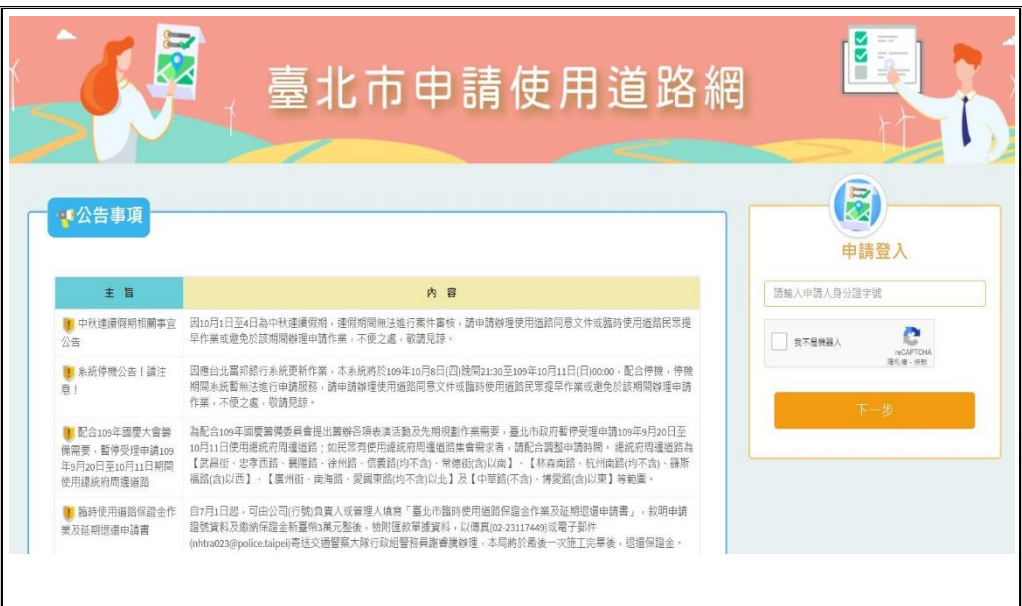 臺北市申請使用道路網
公告事項
主 旨
內 容
中秋連續假期相關事宜
公告
因10月1日至4日為中秋連續假期，連假期間無法進行案件審核，請申請辦理使用道路同意文件或臨時使用道路民眾提
早作業或避免於該期間辦理申請作業，不便之處，敬請見諒。
系統停機公告！請注
意！
因應台北富邦銀行系統更新作業，本系統將於109年10月8日(四)晚間21:30至109年10月11日(日)00:00，配合停機，停機
期間系統暫無法進行申請服務，請申請辦理使用道路同意文件或臨時使用道路民眾提早作業或避免於該期間辦理申請
作業，不便之處，敬請見諒。
配合109年國慶大會籌
備需要，暫停受理申請109
年9月20日至10月11日期間
使用總統府周邊道路
為配合109年國慶籌備委員會提出籌辦各項表演活動及先期規劃作業需要，臺北市政府暫停受理申請109年9月20日至
10月11日使用總統府周邊道路；如民眾有使用總統府周邊道路集會需求者，請配合調整申請時間。總統府周邊道路為
【武昌街、忠孝西路、襄陽路、徐州路、信義路(均不含)、常德街(含)以南】、【林森南路、杭州南路(均不含)、羅斯
福路(含)以西】、【廣州街、南海路、愛國東路(均不含)以北】及【中華路(不含)、博愛路(含)以東】等範圍。
臨時使用道路保證金作
業及延期退還申請書
自7月1日起，可由公司(行號)負責人或管理人填寫「臺北市臨時使用道路保證金作業及延期退還申請書」，敘明申請
證號資料及繳納保證金新臺幣3萬元整後，檢附匯款單據資料，以傳真(02-23117449)或電子郵件
(nhtra023@police.taipei)寄送交通警察大隊行政組警務員謝睿騰辦理，本局將於最後一次施工完畢後，退還保證金。
申請登入
請輸入申請人身分證字號
我不是機器人
reCAPTCHA
隱私權 - 條款
下一步